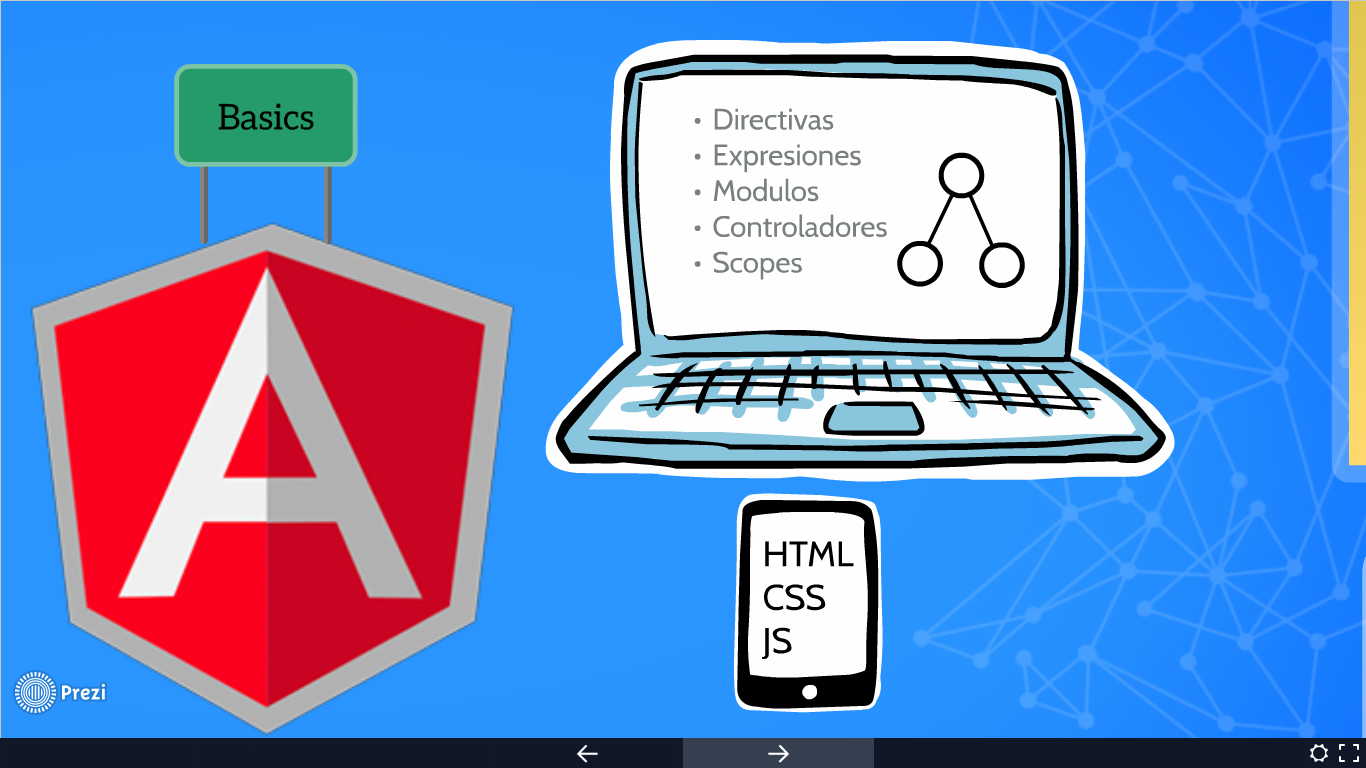 Basics
• Directivas
• Expresiones
• Modulos
• Controladores
• Scopes
A
HTML
CSS
JS
Prezi